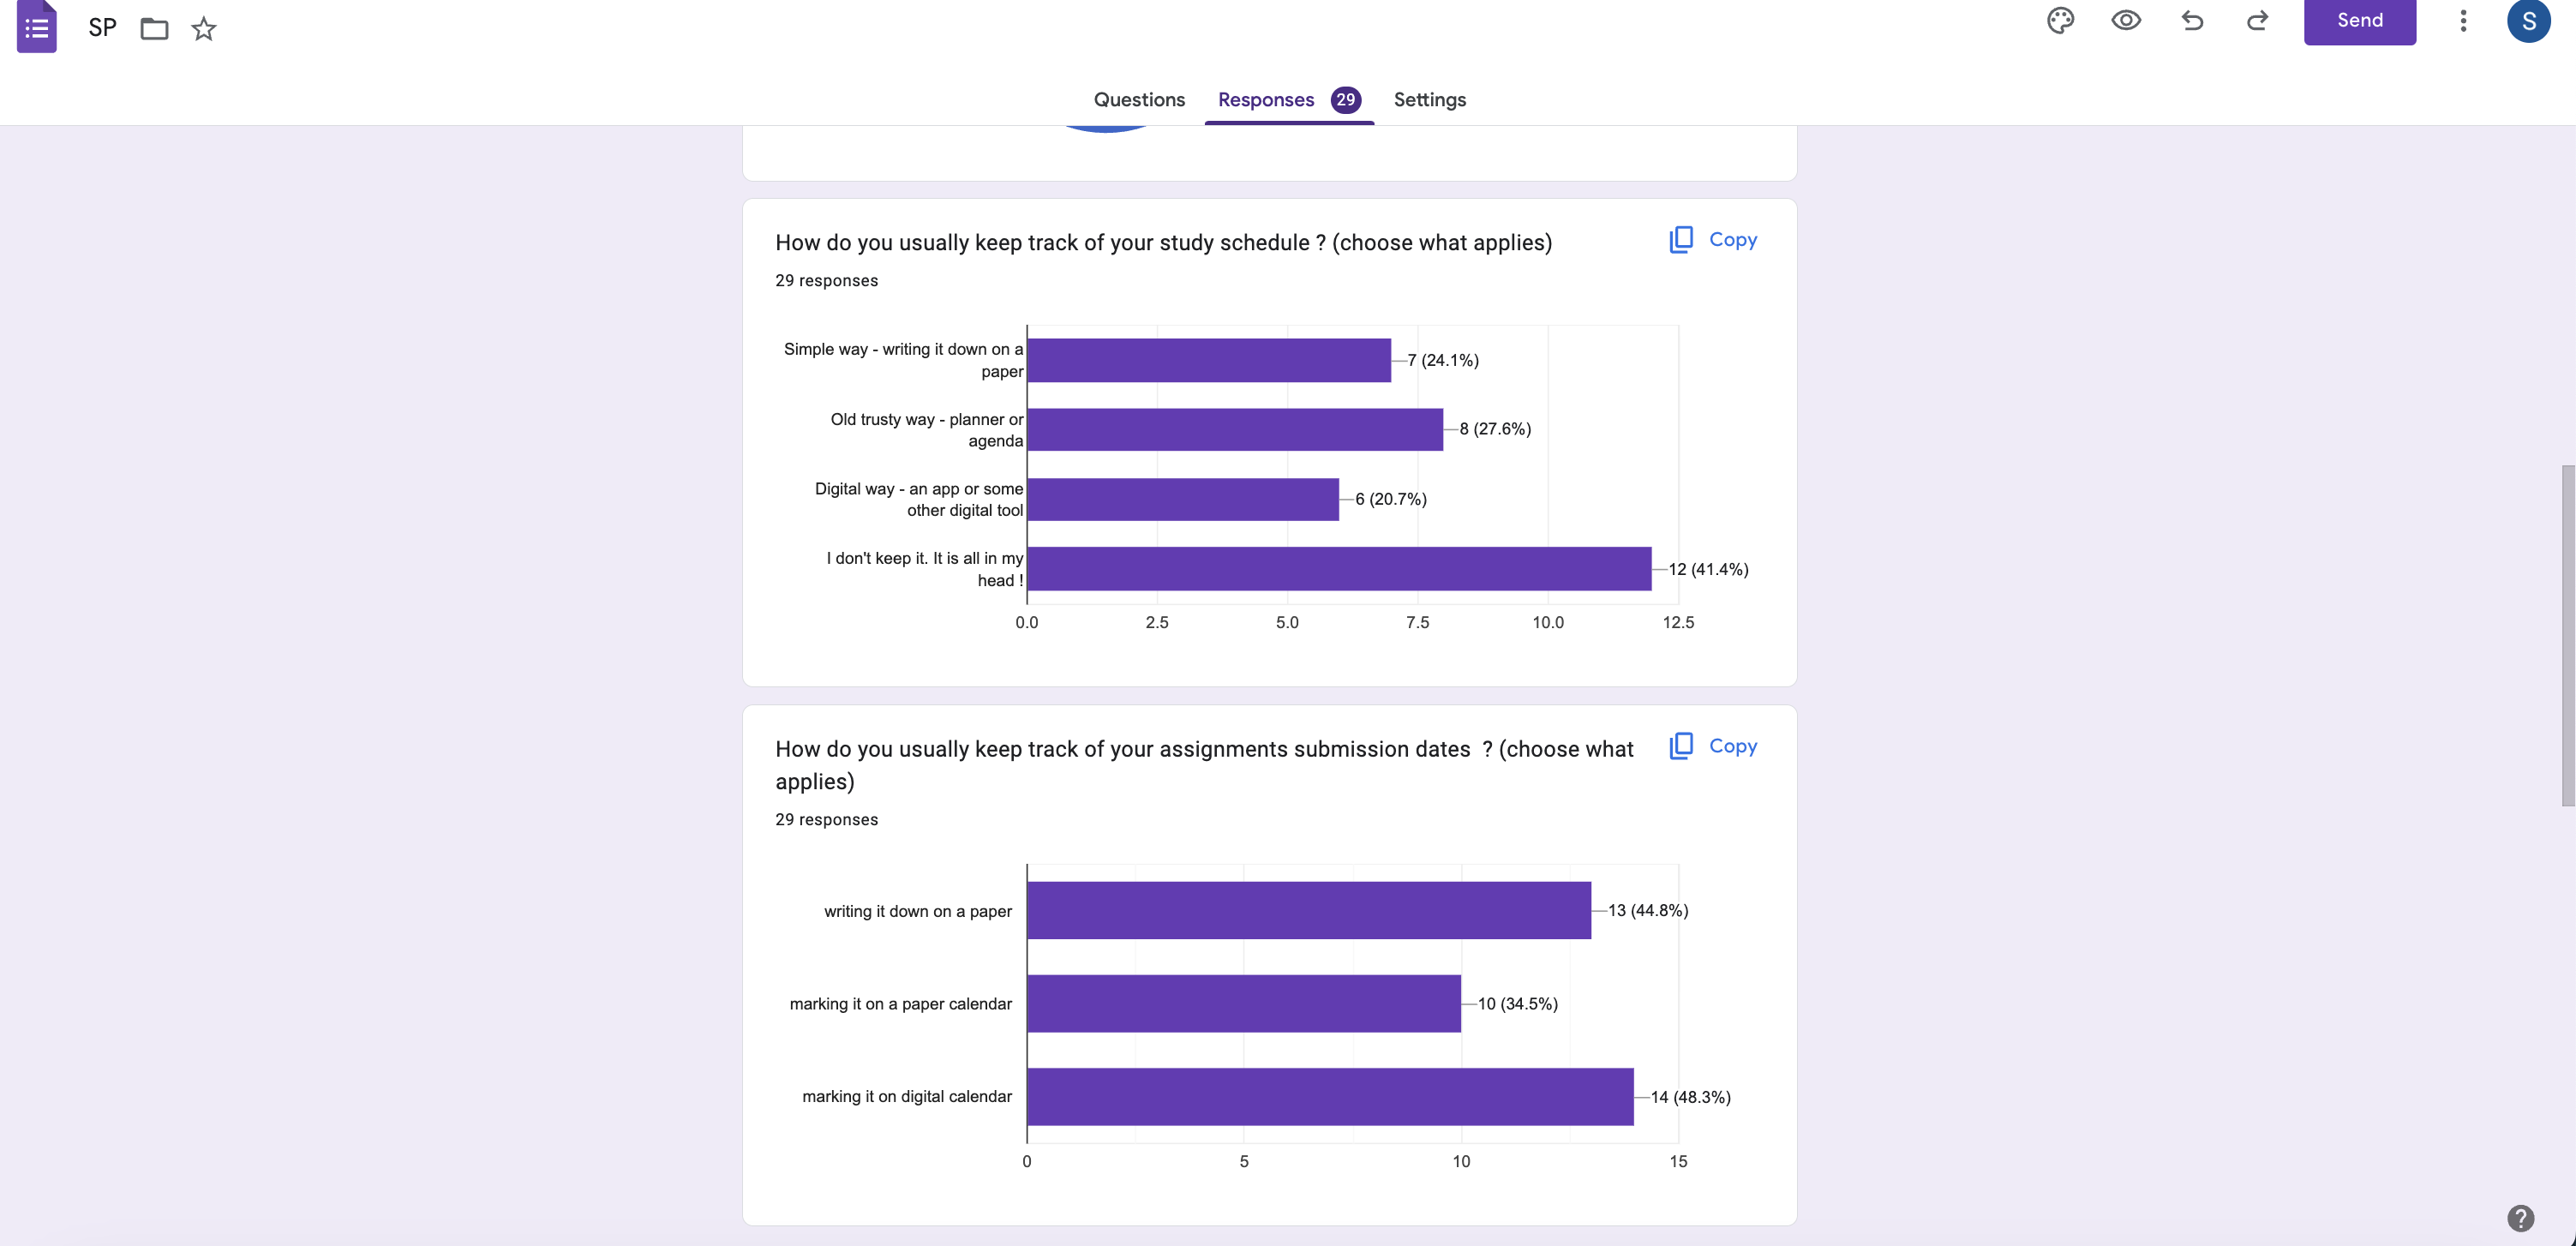 SP
Send
S
Questions
Responses 29
Settings
How do you usually keep track of your study schedule ? (choose what applies)
Copy
29 responses
Simple way - writing it down on a
paper
7 (24.1%)
Old trusty way - planner or
agenda
8 (27.6%)
Digital way - an app or some
other digital tool
6 (20.7%)
I don't keep it. It is all in my
head !
12 (41.4%)
0.0 2.5 5.0 7.5 10.0 12.5
How do you usually keep track of your assignments submission dates  ? (choose what
applies)
Copy
29 responses
writing it down on a paper
13 (44.8%)
marking it on a paper calendar
10 (34.5%)
marking it on digital calendar
14 (48.3%)
0 5 10 15
?